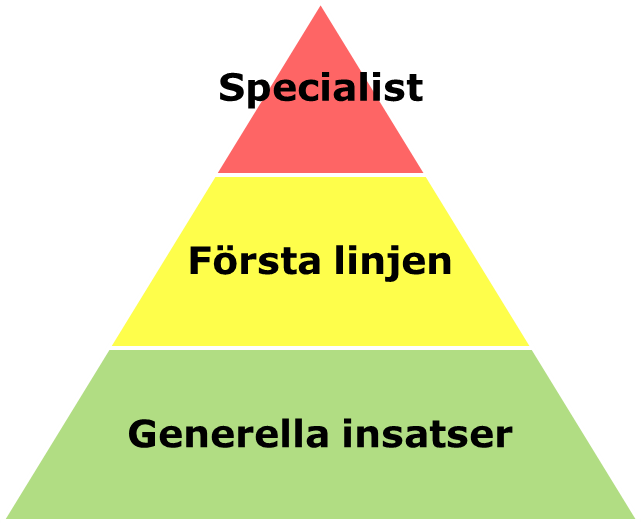 Specialist
Första linjen
Generella insatser